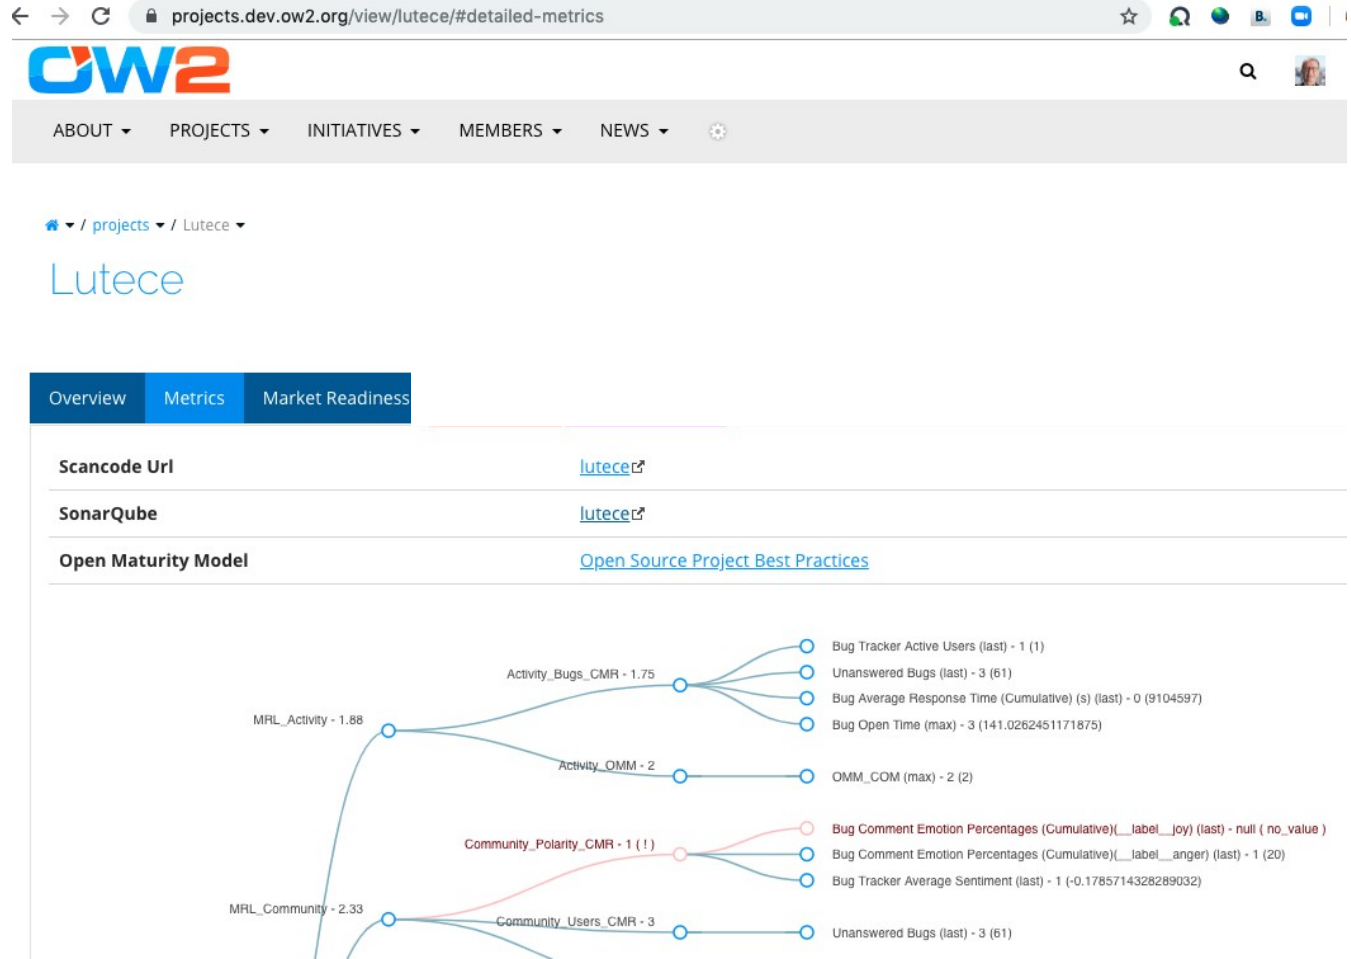 projects.dev.ow2.org/view/lutece/#detailed-metrics
B.
OW2
ABOUT PROJECTS INITIATIVES MEMBERS NEWS
/ projects / Lutece
Lutece
Overview Metrics Market Readiness
Scancode Url lutece
SonarQube lutece
Open Maturity Model Open Source Project Best Practices
Bug Tracker Active Users (last) - 1 (1)
Activity_Bugs_CMR - 1.75
Unanswered Bugs (last) - 3 (61)
Bug Average Response Time (Cumulative) (s) (last) - 0 (9104597)
MRL_Activity - 1.88
Bug Open Time (max) - 3 (141.0262451171875)
Activity_OMM - 2
OMM_COM (max) - 2 (2)
Bug Comment Emotion Percentages (Cumulative)(__label__joy) (last) - null ( no_value )
Community_Polarity_CMR - 1 ( ! )
Bug Comment Emotion Percentages (Cumulative)(__label__anger) (last) - 1 (20)
Bug Tracker Average Sentiment (last) - 1 (-0.1785714328289032)
MRL_Community - 2.33
Community_Users_CMR - 3
Unanswered Bugs (last) - 3 (61)